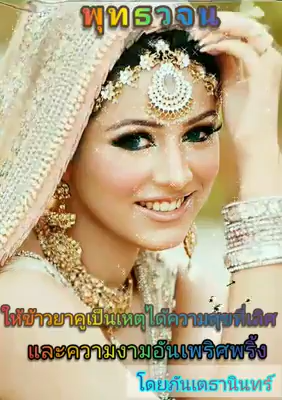 พุทธวจน
ให้ข้าวยาคูเป็นเหตุได้ความสุขที่เลิศ
และความงามอันเพริศพริ้ง
โดยภันเตธานินทร์